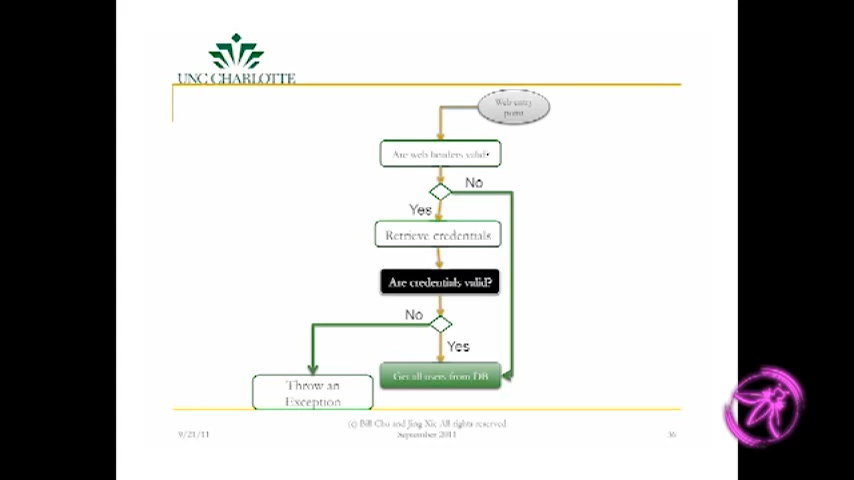 UNC CHARLOTTE
Web entry
point
Are web headers valid?
No
Yes
Retrieve credentials
Are credentials valid?
No
Yes
Get all users from DB
Throw an
Exception
(c) Bill Chu and Jing Xie All rights reserved
9/21/11
September 2011
36